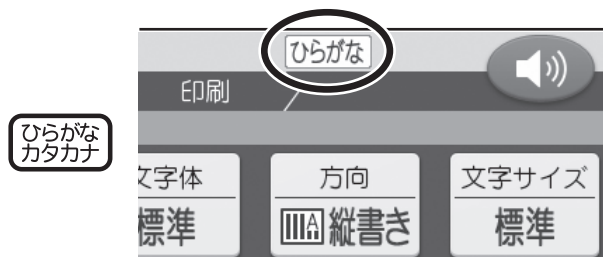 ひらがな
印刷
ひらがな
カタカナ
文字体
標準
方向
縦書き
文字サイズ
標準